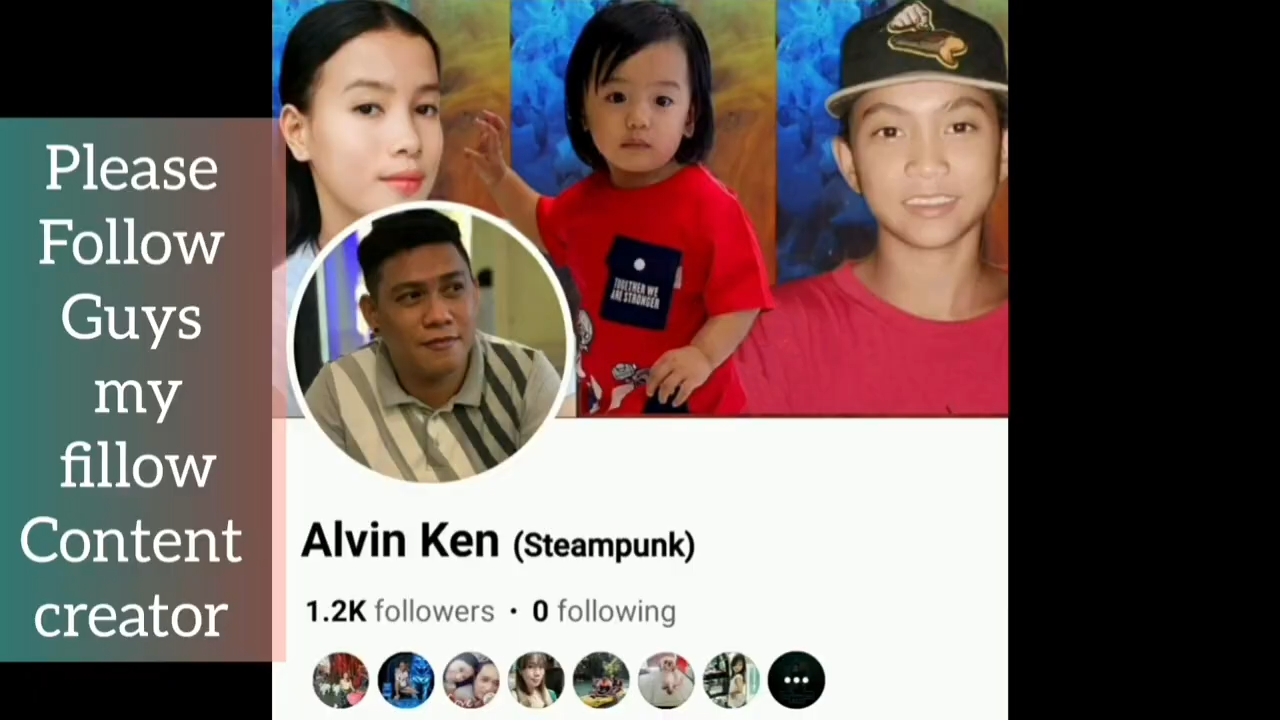 Please
Follow
Guys
my
fillow
Content
creator
TOGETHER WE
ARE STRONGER
Alvin Ken (Steampunk)
1.2K followers • 0 following